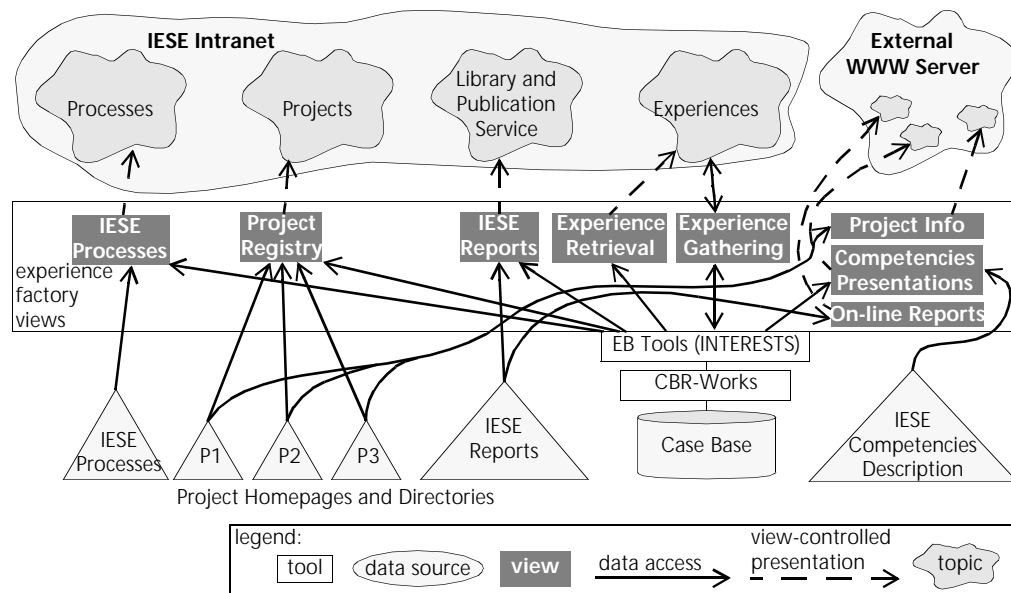 IESE Intranet
External
WWW Server
Processes
Projects
Library and
Publication
Service
Experiences
IESE
Processes
Project
Registry
IESE
Reports
Experience
Retrieval
Experience
Gathering
Project Info
Competencies
Presentations
On-line Reports
experience
factory
views
EB Tools (INTERESTS)
CBR-Works
Case Base
IESE
Processes
P1
P2
P3
IESE
Reports
IESE
Competencies
Description
Project Homepages and Directories
legend:
tool
data source
view
data access
view-controlled
presentation
topic